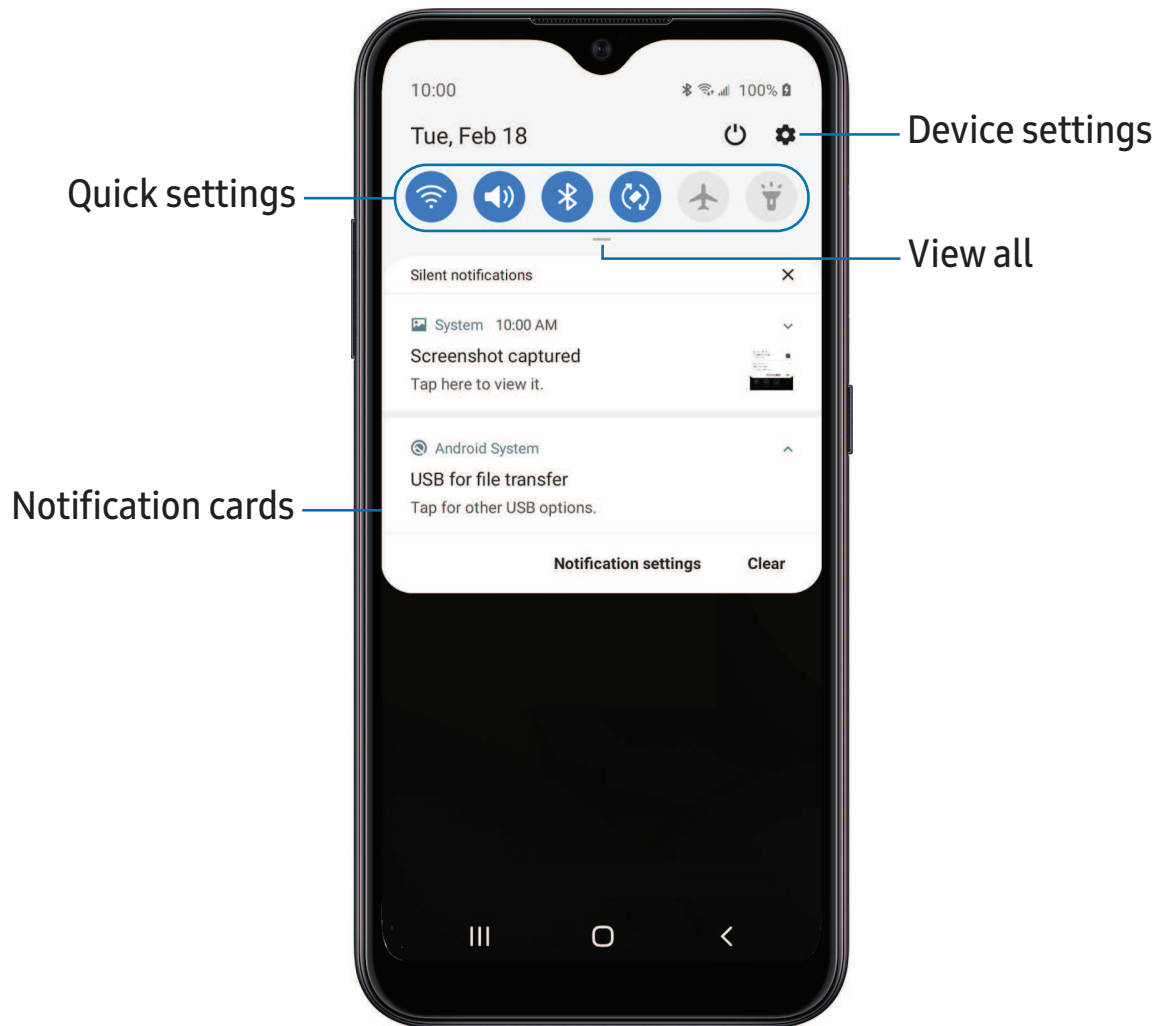 10:00
100%
Tue, Feb 18
Device settings
Quick settings
View all
Silent notifications
System 10:00 AM
Screenshot captured
Tap here to view it.
Android System
USB for file transfer
Notification cards
Tap for other USB options.
Notification settings Clear